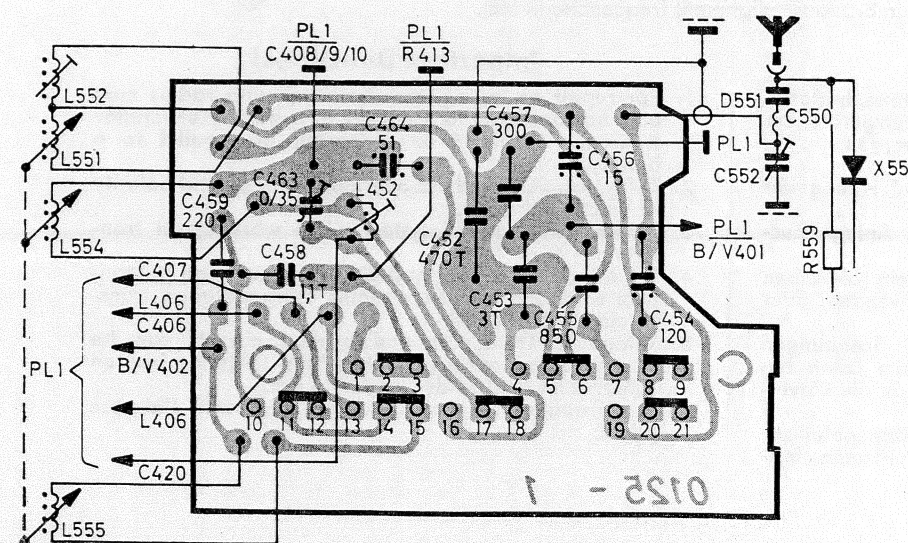 PL1
C408/9/10
PL1
R413
L552
L551
L554
C459
220
C463
0/35
C464
51
L452
C457
300
C456
15
D551
C550
C552
X55
R559
PL1
PL1
B/V401
C452
470T
C458
1,1T
C453
3T
C455
850
C454
120
C407
L406
C406
B/V402
PL1
L406
C420
L555
1 2 3 4 5 6 7 8 9
10 11 12 13 14 15 16 17 18 19 20 21
0125 - 1